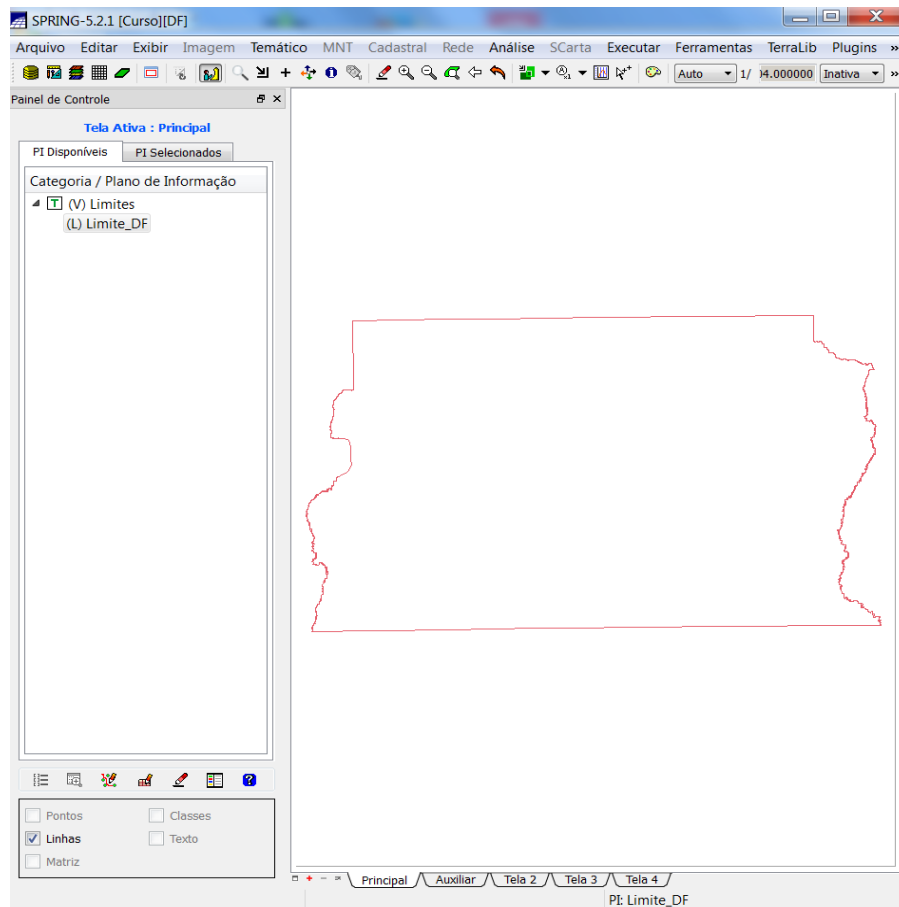 SPRING-5.2.1 [Curso][DF]
Arquivo Editar Exibir Imagem Temático MNT Cadastral Rede Análise SCarta Executar Ferramentas TerraLib Plugins »
Auto 1/ 04.000000 Inativa »
Painel de Controle
Tela Ativa : Principal
PI Disponíveis PI Selecionados
Categoria / Plano de Informação
T (V) Limites
(L) Limite_DF
Pontos Classes
Linhas Texto
Matriz
Principal Auxiliar Tela 2 Tela 3 Tela 4
PI: Limite_DF